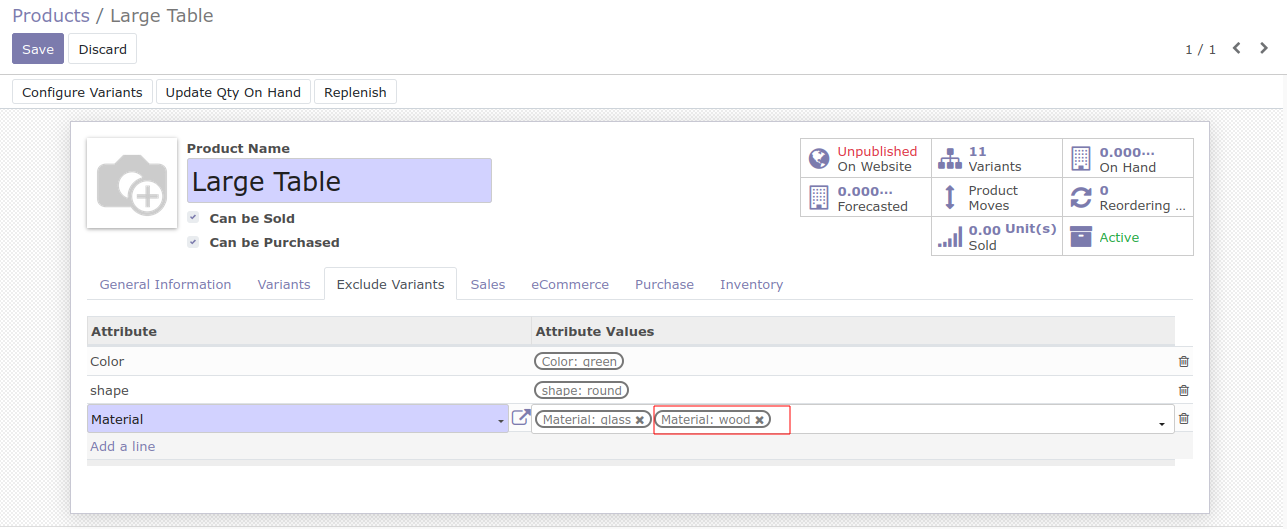 Products / Large Table
Save Discard
1 / 1
Configure Variants Update Qty On Hand Replenish
Product Name
Large Table
Can be Sold
Can be Purchased
Unpublished
On Website
11
Variants
0.000···
On Hand
0.000···
Forecasted
Product
Moves
0
Reordering ...
0.00 Unit(s)
Sold
Active
General Information Variants Exclude Variants Sales eCommerce Purchase Inventory
Attribute Attribute Values
Color Color: green
shape shape: round
Material Material: glass Material: wood
Add a line